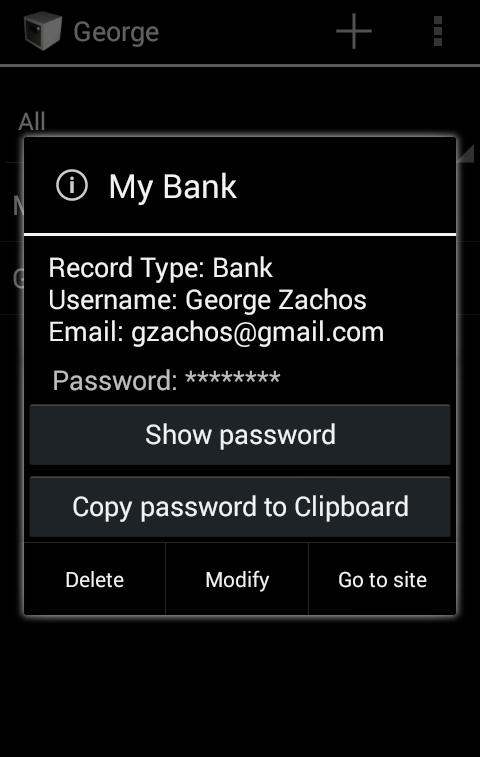 George
All
My Bank
Record Type: Bank
Username: George Zachos
Email: gzachos@gmail.com
Password: ********
Show password
Copy password to Clipboard
Delete
Modify
Go to site